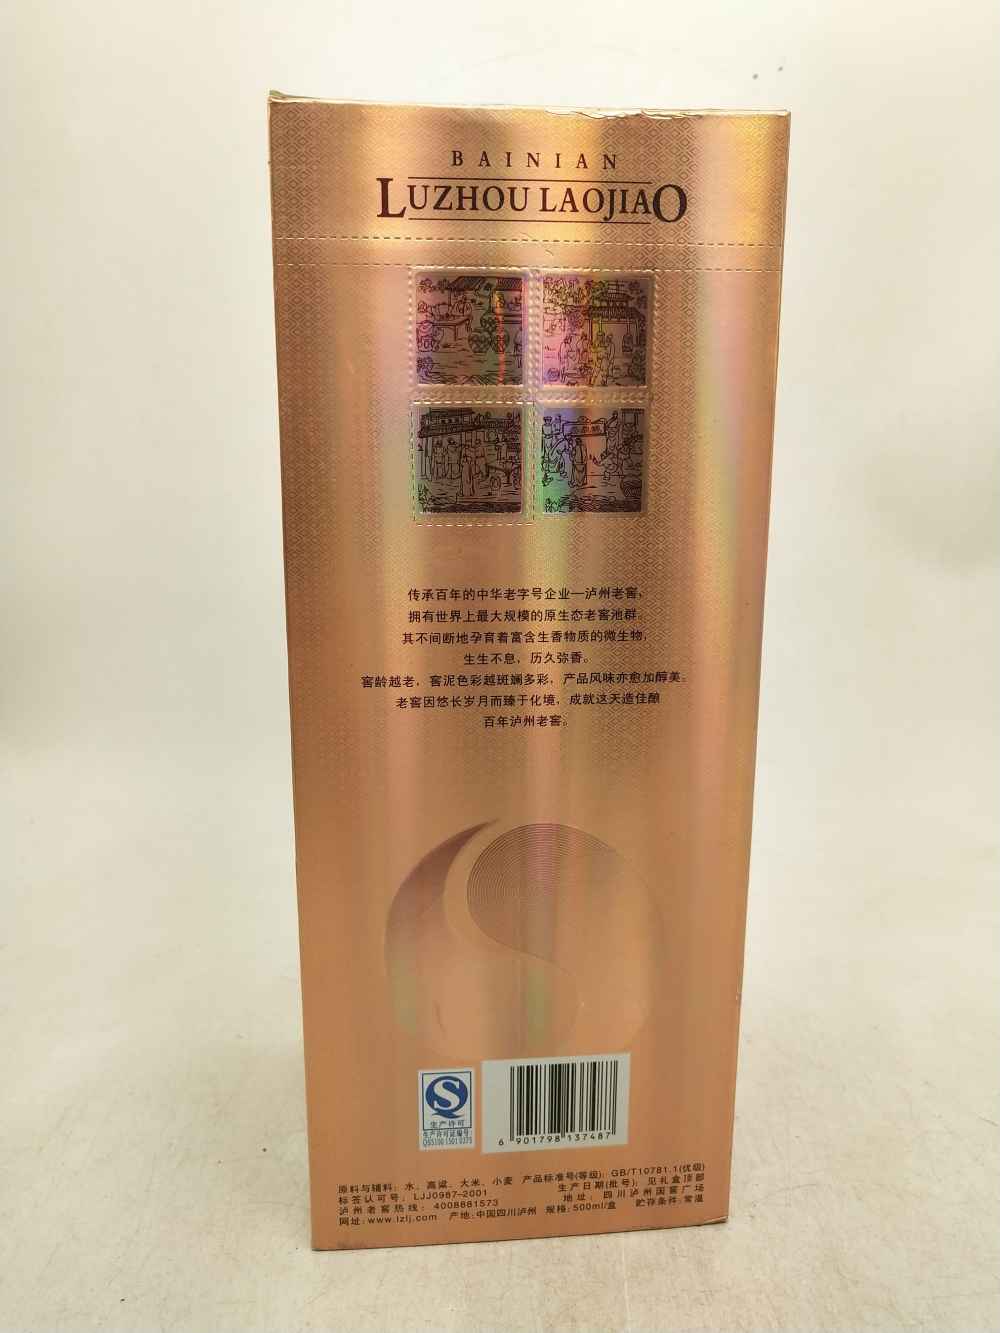 BAINIAN
LUZHOU LAOJIAO
传承百年的中华老字号企业—泸州老窖，
拥有世界上最大规模的原生态老窖池群。
其不间断地孕育着富含生香物质的微生物，
生生不息，历久弥香。
窖龄越老，窖泥色彩越斑斓多彩，产品风味亦愈加醇美。
老窖因悠长岁月而臻于化境，成就这天造佳酿
百年泸州老窖。
生产许可
生产许可证编号：
QS5100 1501 0375
6 901798 137487
原料与辅料：水、高粱、大米、小麦 产品标准号(等级)：GB/T10781.1(优级)
标签认可号：LJJ0987-2001 生产日期(批号)：见礼盒顶部
泸州老窖热线：4008881573 地址：四川泸州国窖广场
网址：www.lzlj.com 产地：中国四川泸州 规格：500ml/盒 贮存条件：常温